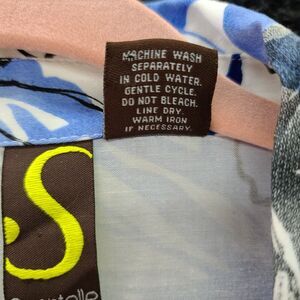 MACHINE WASH
SEPARATELY
IN COLD WATER.
GENTLE CYCLE.
DO NOT BLEACH.
LINE DRY
WARM IRON
IF NECESSARY.
S